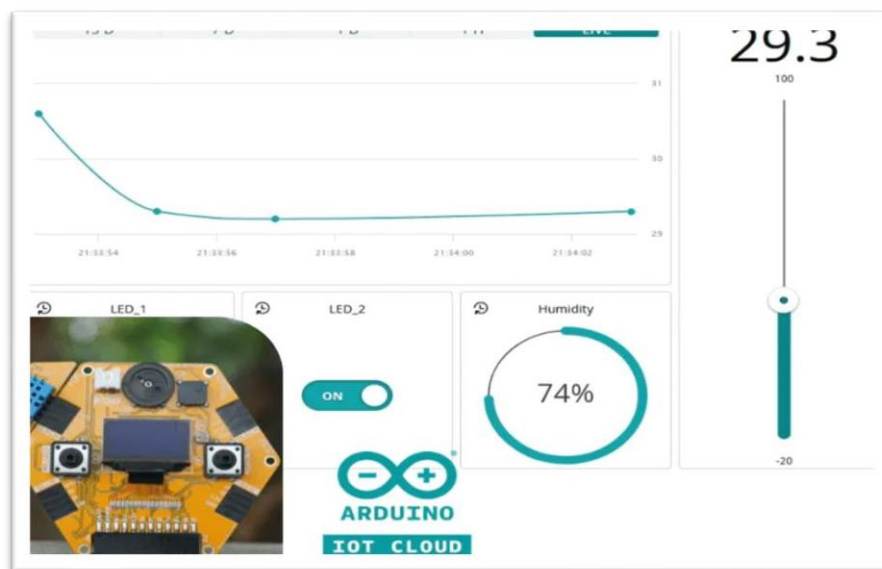 LIVE
29.3
100
31
30
29
21:33:54 21:33:56 21:33:58 21:34:00 21:34:02
LED_1
LED_2
Humidity
ON
74%
-20
ARDUINO
IOT CLOUD